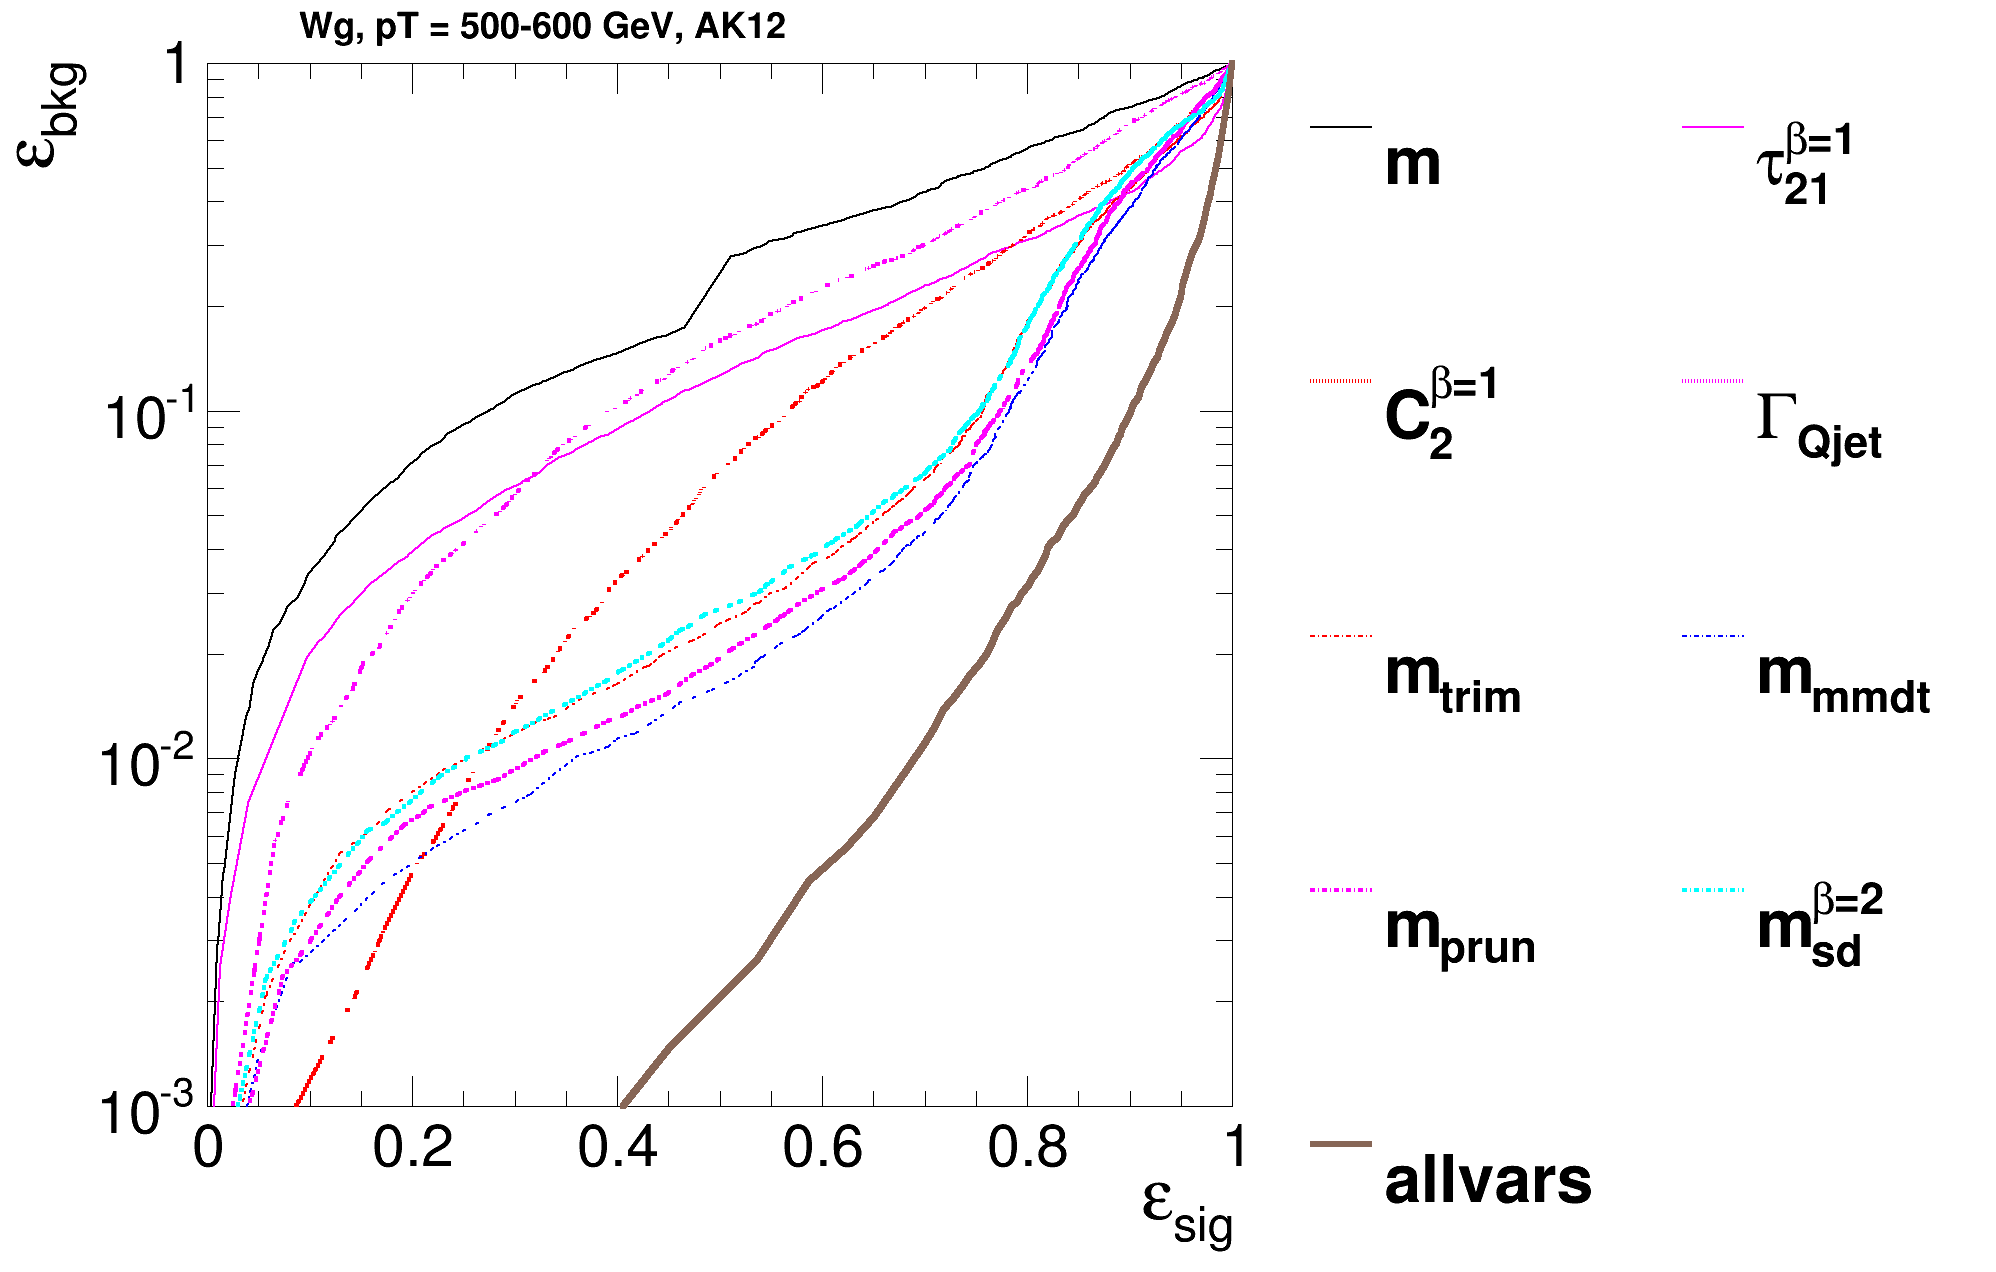 Wg, pT = 500-600 GeV, AK12
ε_bkg
1
10^-1
10^-2
10^-3
0 0.2 0.4 0.6 0.8 1
ε_sig
m
τ_21^β=1
C_2^β=1
Γ_Qjet
m_trim
m_mmdt
m_prun
m_sd^β=2
allvars